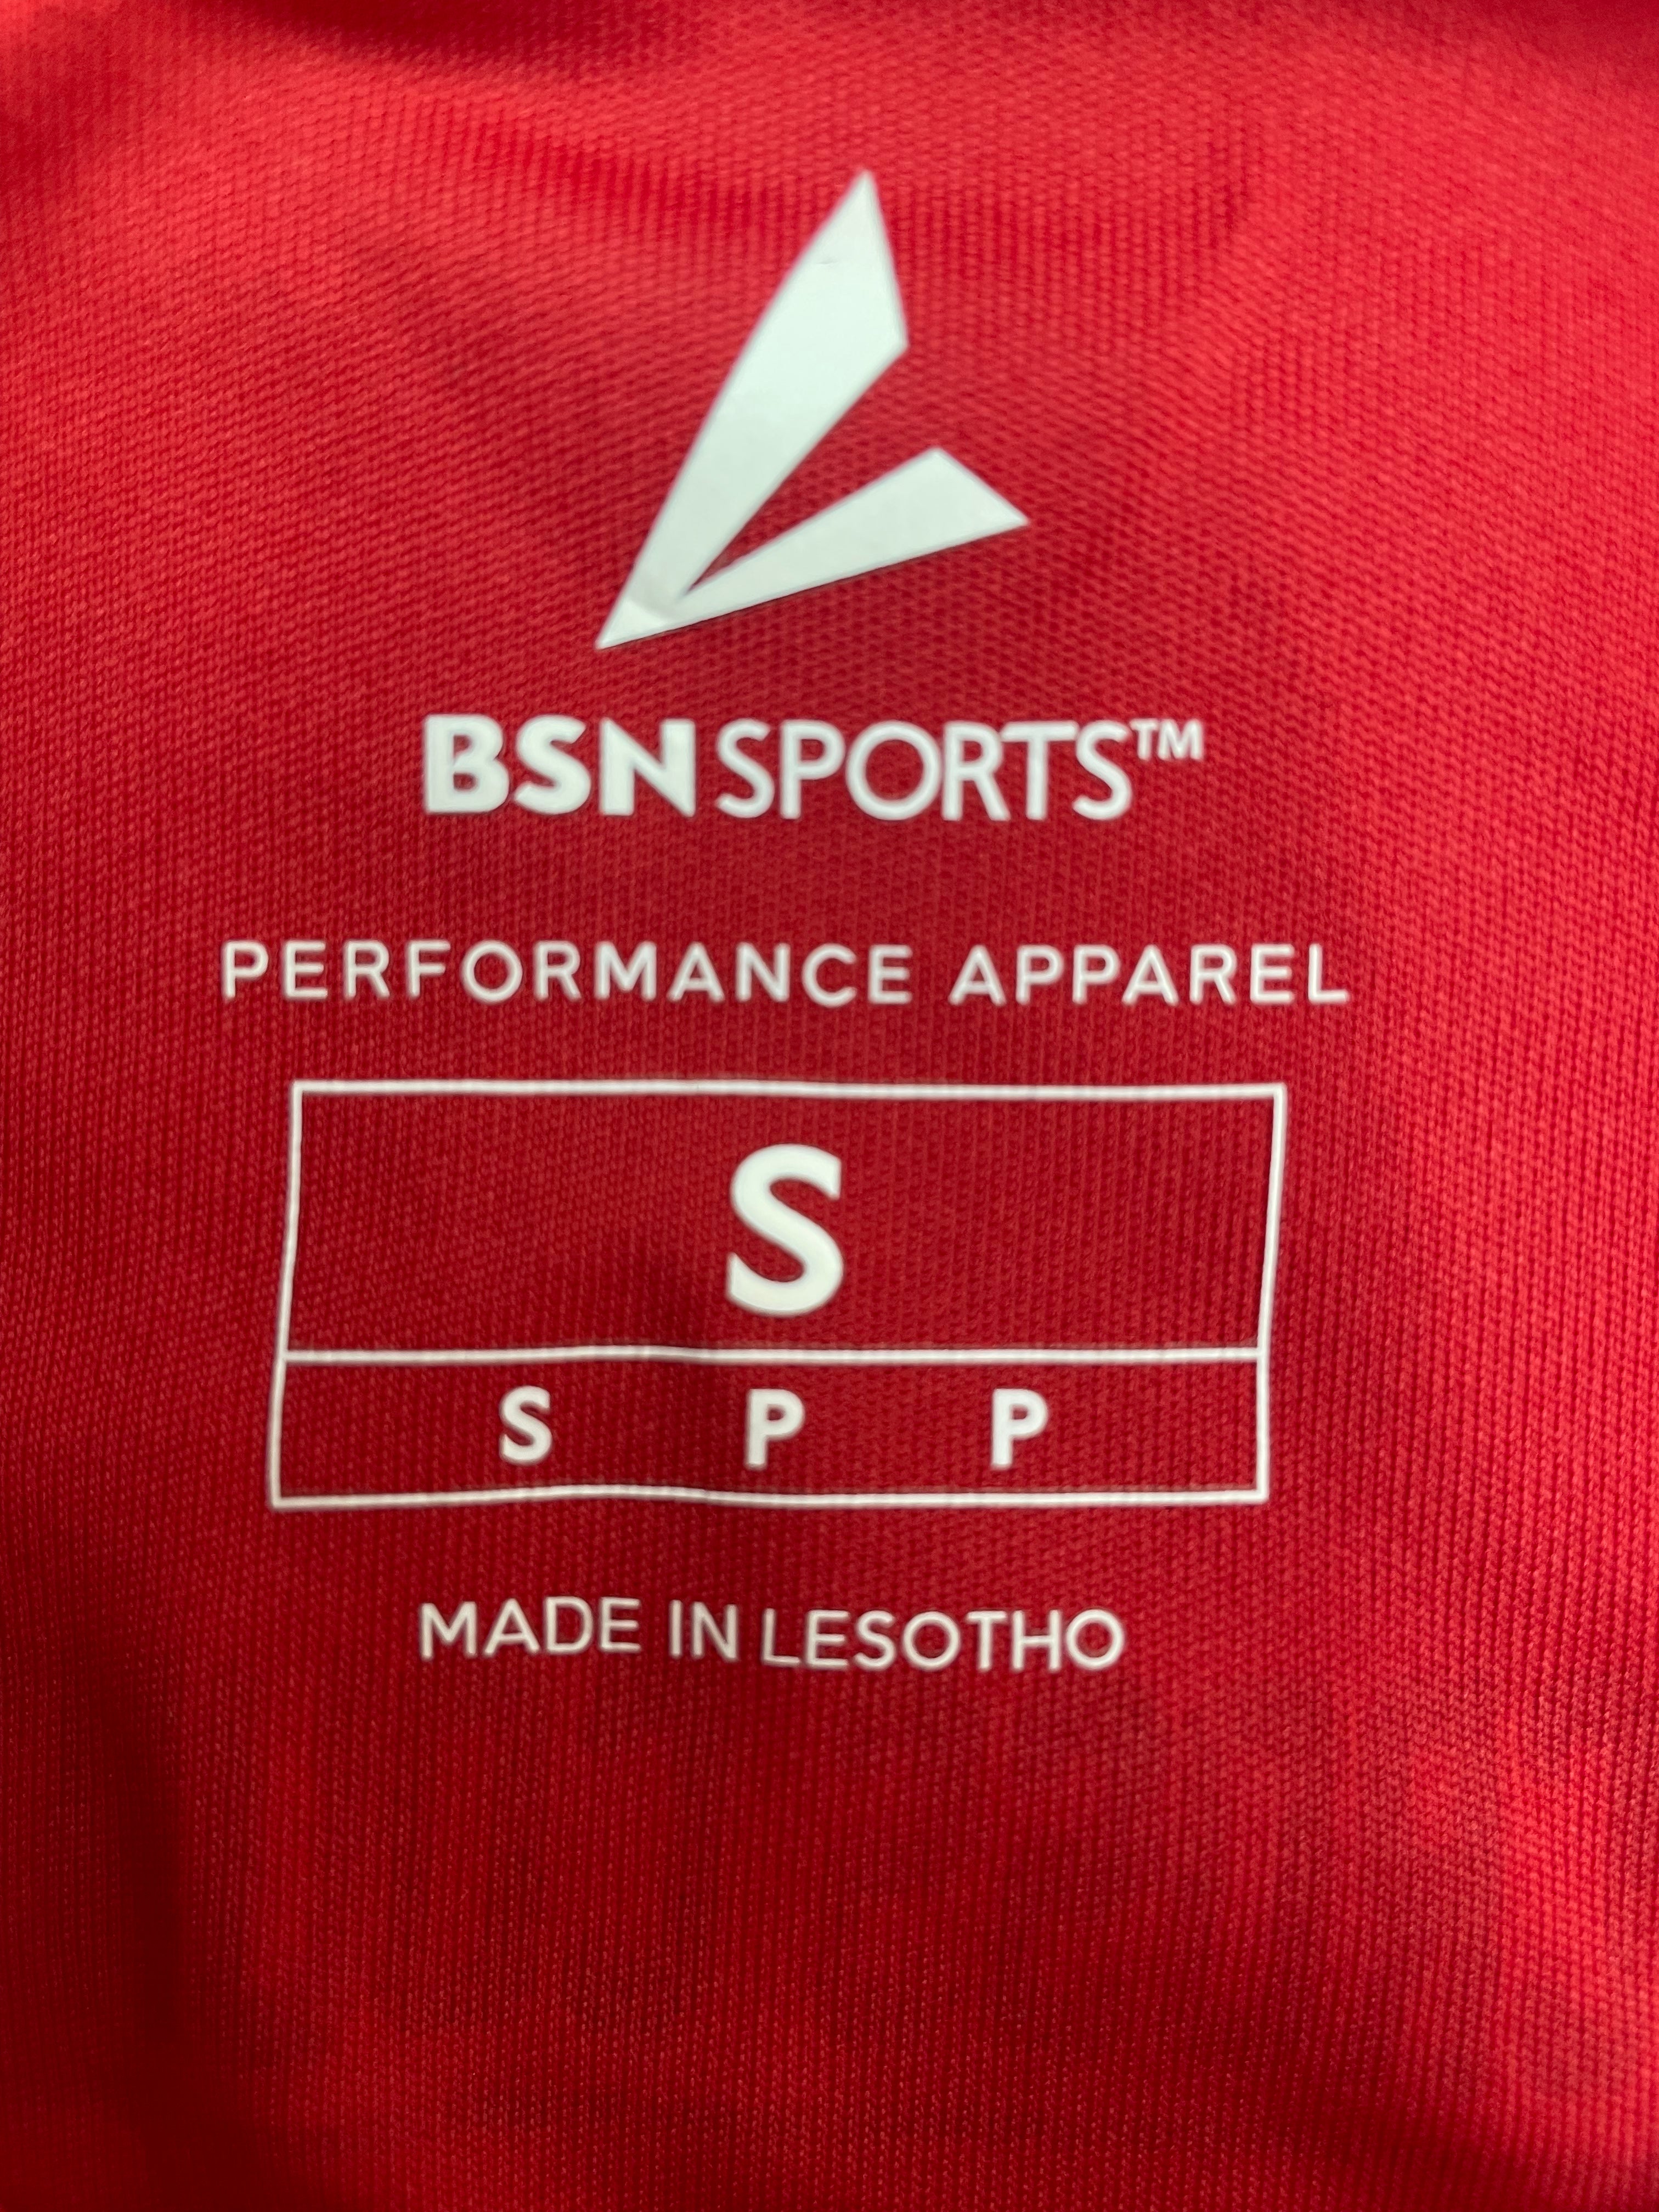 BSN SPORTS™
PERFORMANCE APPAREL
S
S P P
MADE IN LESOTHO